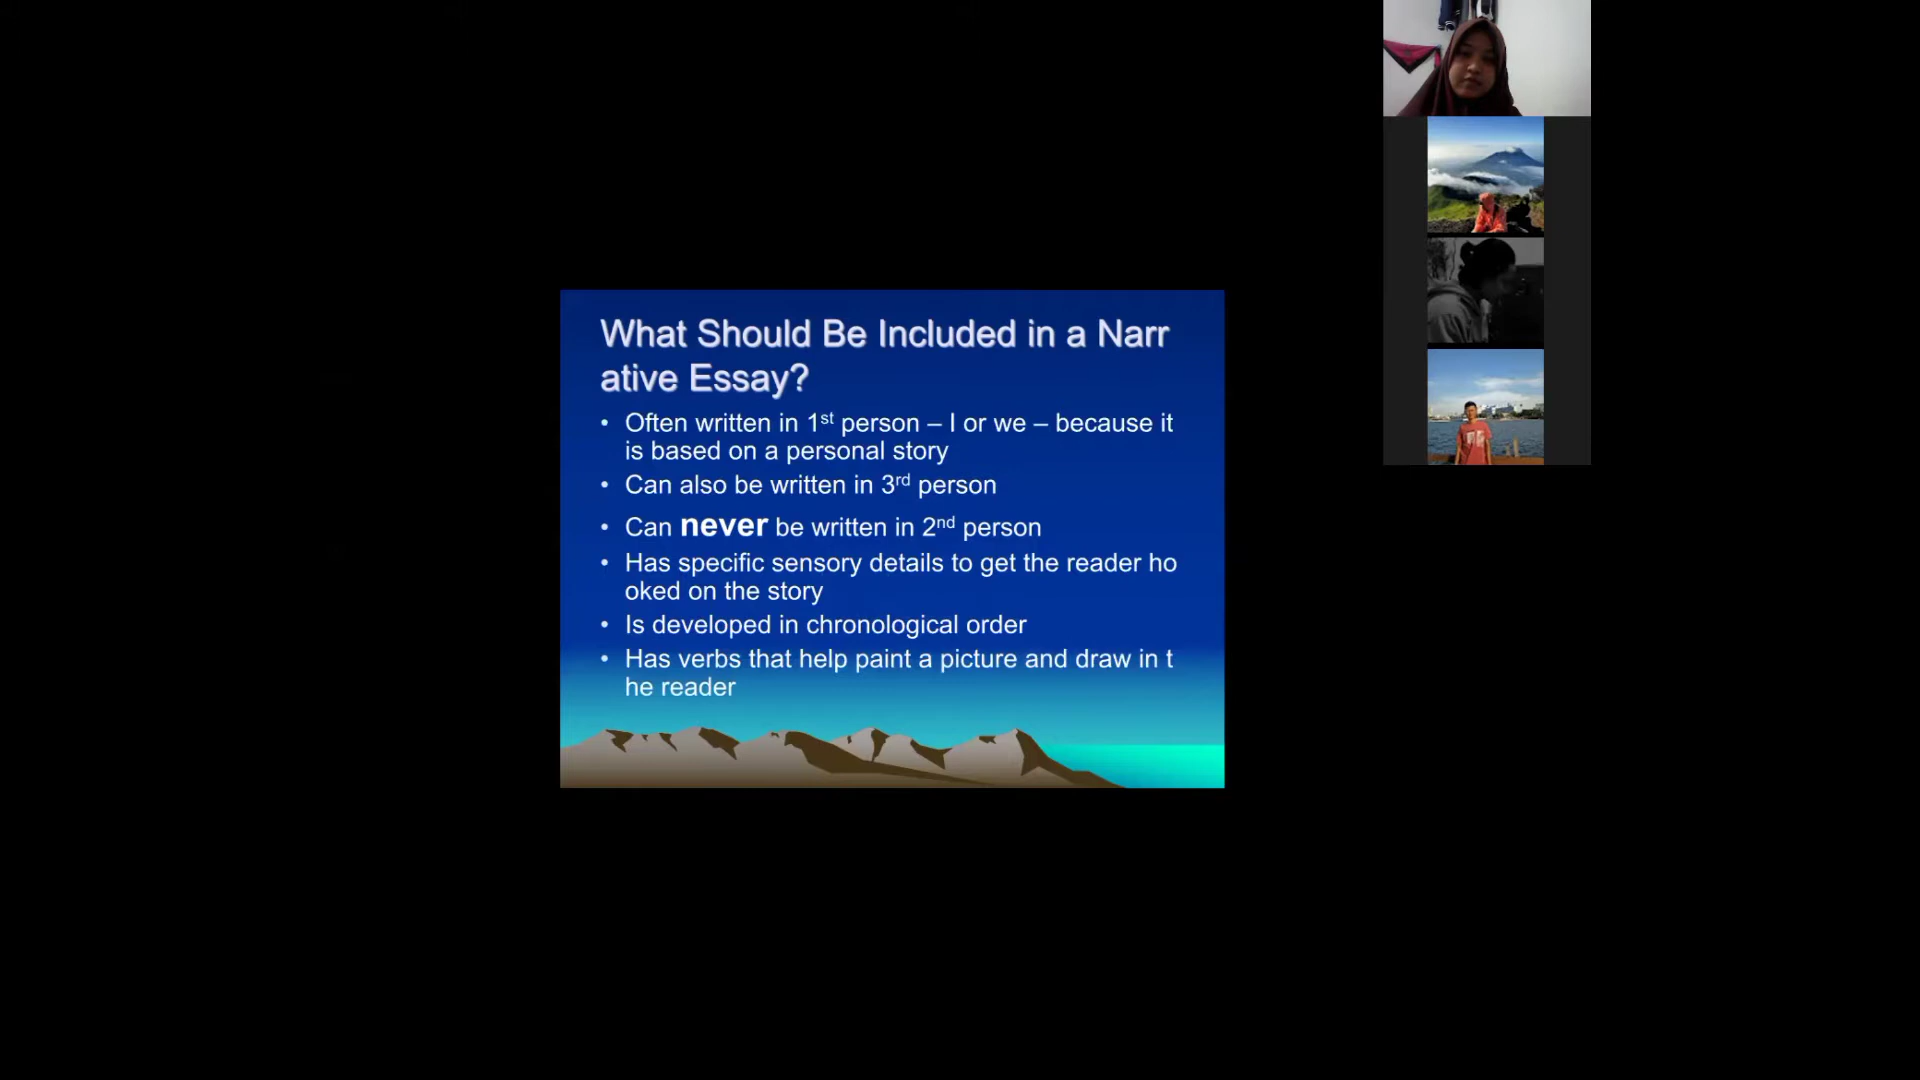 What Should Be Included in a Narr
ative Essay?
• Often written in 1st person – I or we – because it
is based on a personal story
• Can also be written in 3rd person
• Can never be written in 2nd person
• Has specific sensory details to get the reader ho
oked on the story
• Is developed in chronological order
• Has verbs that help paint a picture and draw in t
he reader